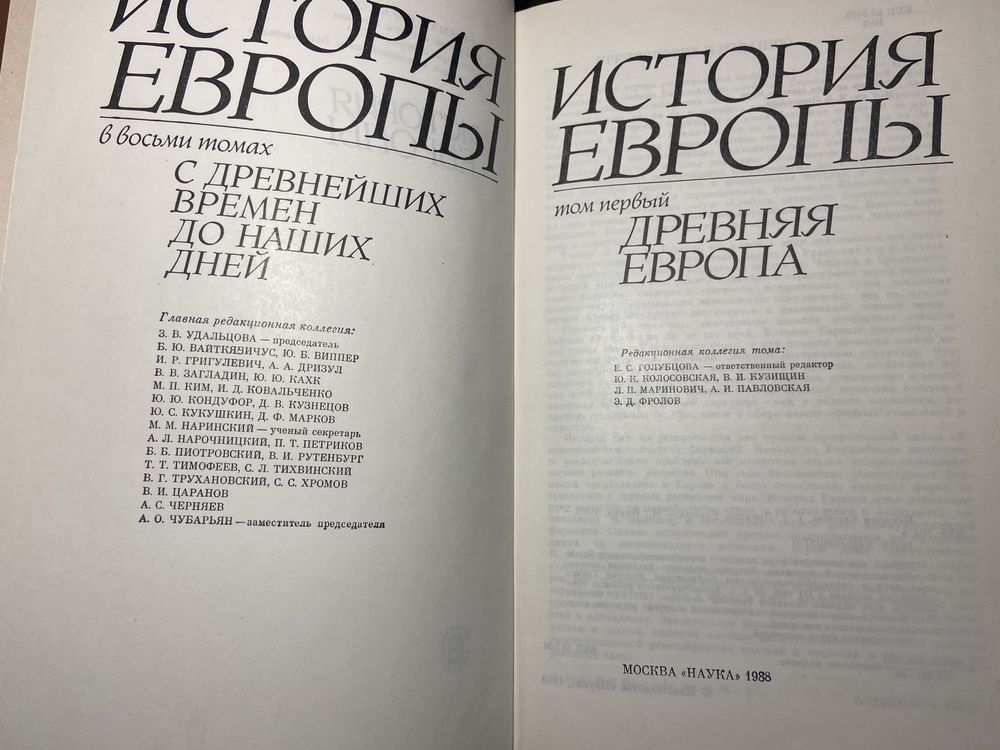 ИСТОРИЯ
ЕВРОПЫ
в восьми томах
С ДРЕВНЕЙШИХ
ВРЕМЕН
ДО НАШИХ
ДНЕЙ
Главная редакционная коллегия:
З. В. УДАЛЬЦОВА — председатель
Б. Ю. ВАЙТКЯВИЧУС, Ю. Б. ВИППЕР
И. Р. ГРИГУЛЕВИЧ, А. А. ДРИЗУЛ
В. В. ЗАГЛАДИН, Ю. Ю. КАХК
М. П. КИМ, И. Д. КОВАЛЬЧЕНКО
Ю. Ю. КОНДУФОР, Д. В. КУЗНЕЦОВ
Ю. С. КУКУШКИН, Д. Ф. МАРКОВ
М. М. НАРИНСКИЙ — ученый секретарь
А. Л. НАРОЧНИЦКИЙ, П. Т. ПЕТРИКОВ
Б. Б. ПИОТРОВСКИЙ, В. И. РУТЕНБУРГ
Т. Т. ТИМОФЕЕВ, С. Л. ТИХВИНСКИЙ
В. Г. ТРУХАНОВСКИЙ, С. С. ХРОМОВ
В. И. ЦАРАНОВ
А. С. ЧЕРНЯЕВ
А. О. ЧУБАРЬЯН — заместитель председателя
ИСТОРИЯ
ЕВРОПЫ
том первый
ДРЕВНЯЯ
ЕВРОПА
Редакционная коллегия тома:
Е. С. ГОЛУБЦОВА — ответственный редактор
Ю. К. КОЛОСОВСКАЯ, В. И. КУЗИЩИН
Л. П. МАРИНОВИЧ, А. И. ПАВЛОВСКАЯ
Э. Д. ФРОЛОВ
МОСКВА «НАУКА» 1988